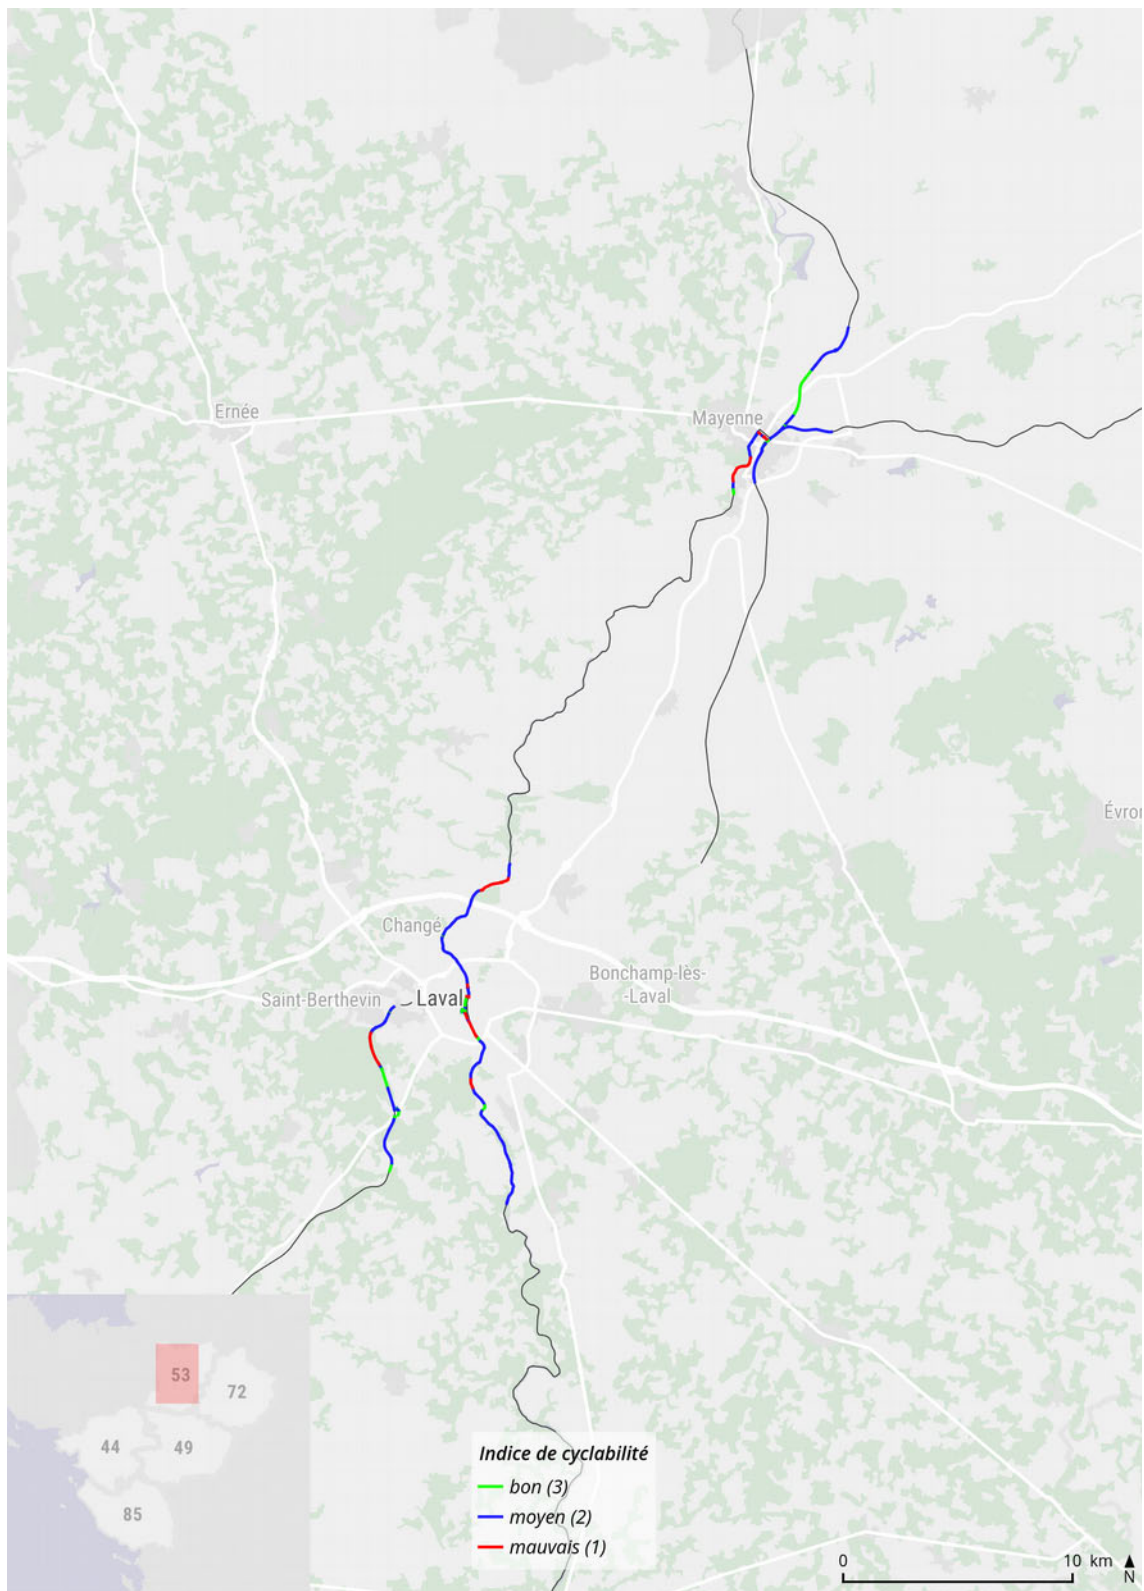 Ernée
Mayenne
Évron
Changé
Bonchamp-lès-
-Laval
Saint-Berthevin
Laval
53
72
44
49
85
Indice de cyclabilité
bon (3)
moyen (2)
mauvais (1)
0
10 km
N